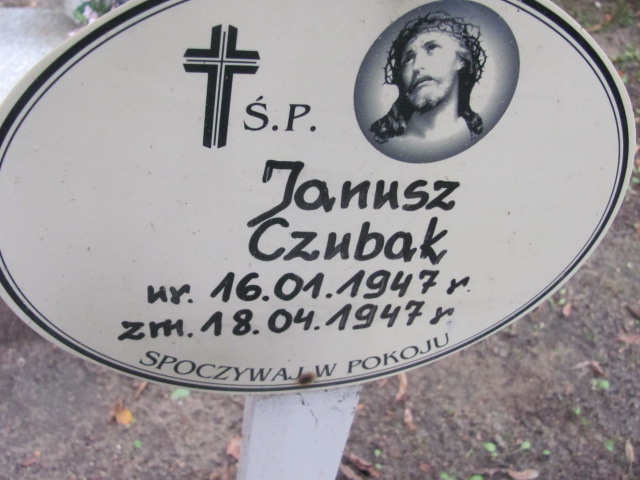 Ś.P.
Janusz
Czubak
ur. 16.01.1947 r
zm. 18.04.1947 r
SPOCZYWAJ W POKOJU